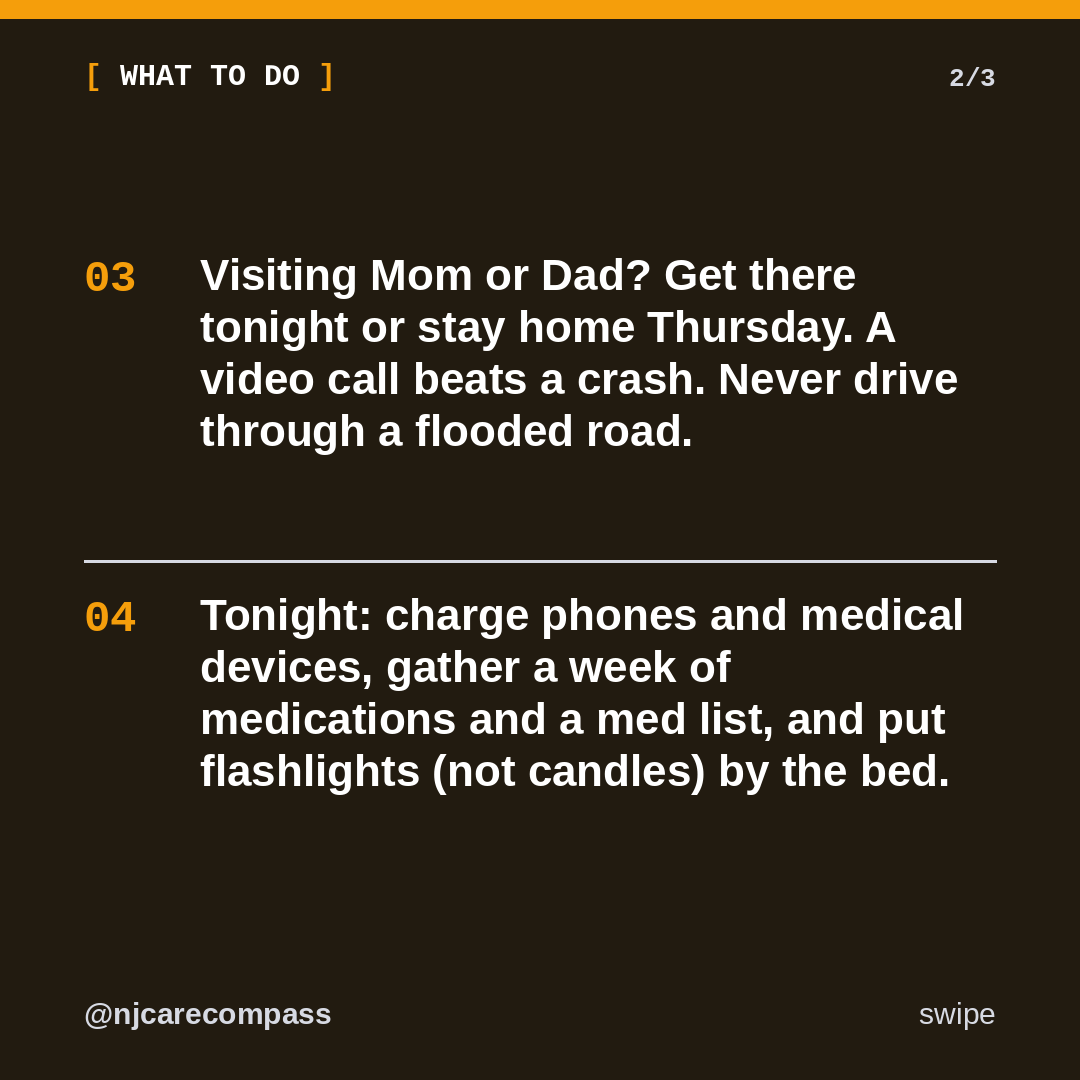 [ WHAT TO DO ]
2/3
03
Visiting Mom or Dad? Get there
tonight or stay home Thursday. A
video call beats a crash. Never drive
through a flooded road.
04
Tonight: charge phones and medical
devices, gather a week of
medications and a med list, and put
flashlights (not candles) by the bed.
@njcarecompass
swipe